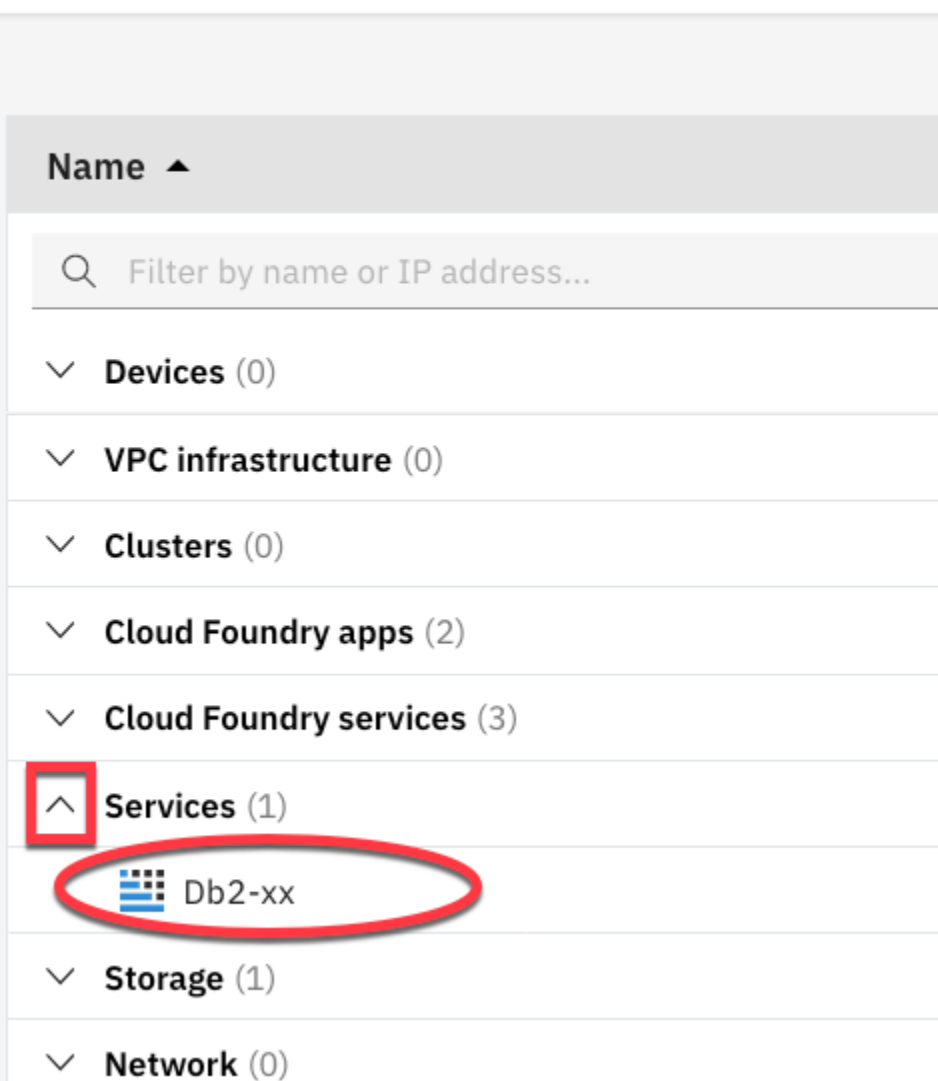 Name
Filter by name or IP address...
Devices (0)
VPC infrastructure (0)
Clusters (0)
Cloud Foundry apps (2)
Cloud Foundry services (3)
Services (1)
Db2-xx
Storage (1)
Network (0)